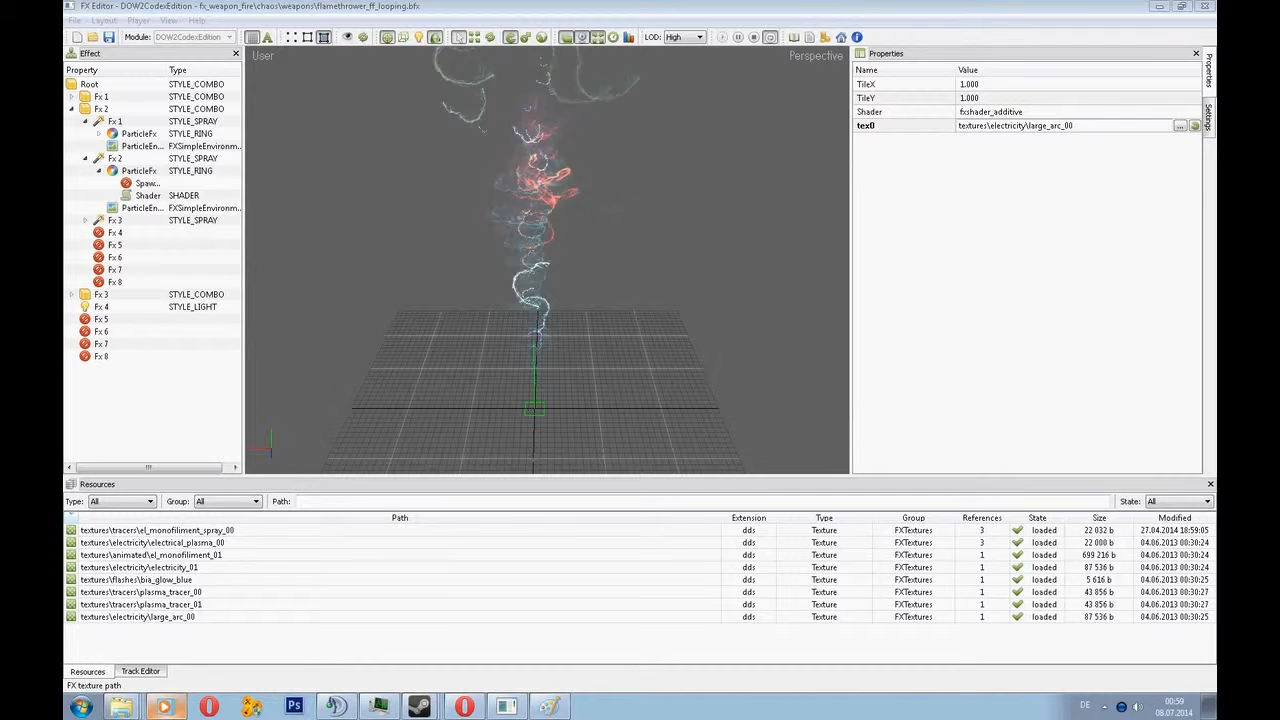 FX Editor - DOW2CodexEdition - fx_weapon_fire\chaos\weapons\flamethrower_ff_looping.bfx
File Layout Player View Help
Module: DOW2CodexEdition LOD: High
Effect
Property Type
Root STYLE_COMBO
Fx 1 STYLE_COMBO
Fx 2 STYLE_COMBO
Fx 1 STYLE_SPRAY
ParticleFx STYLE_RING
ParticleEn... FXSimpleEnvironm...
Fx 2 STYLE_SPRAY
ParticleFx STYLE_RING
Spaw...
Shader SHADER
ParticleEn... FXSimpleEnvironm...
Fx 3 STYLE_SPRAY
Fx 4
Fx 5
Fx 6
Fx 7
Fx 8
Fx 3 STYLE_COMBO
Fx 4 STYLE_LIGHT
Fx 5
Fx 6
Fx 7
Fx 8
User Perspective
Properties
Name Value
TileX 1.000
TileY 1.000
Shader fxshader_additive
tex0 textures\electricity\large_arc_00 ...
Properties
Settings
Resources
Type: All Group: All Path: State: All
Path Extension Type Group References State Size Modified
textures\tracers\el_monofiliment_spray_00 dds Texture FXTextures 3 loaded 22 032 b 27.04.2014 18:59:05
textures\electricity\electrical_plasma_00 dds Texture FXTextures 3 loaded 22 000 b 04.06.2013 00:30:24
textures\animated\el_monofiliment_01 dds Texture FXTextures 1 loaded 699 216 b 04.06.2013 00:30:24
textures\electricity\electricity_01 dds Texture FXTextures 1 loaded 87 536 b 04.06.2013 00:30:24
textures\flashes\bia_glow_blue dds Texture FXTextures 1 loaded 5 616 b 04.06.2013 00:30:25
textures\tracers\plasma_tracer_00 dds Texture FXTextures 1 loaded 43 856 b 04.06.2013 00:30:27
textures\tracers\plasma_tracer_01 dds Texture FXTextures 1 loaded 43 856 b 04.06.2013 00:30:27
textures\electricity\large_arc_00 dds Texture FXTextures 1 loaded 87 536 b 04.06.2013 00:30:25
Resources Track Editor
FX texture path
Ps
DE
00:59
08.07.2014